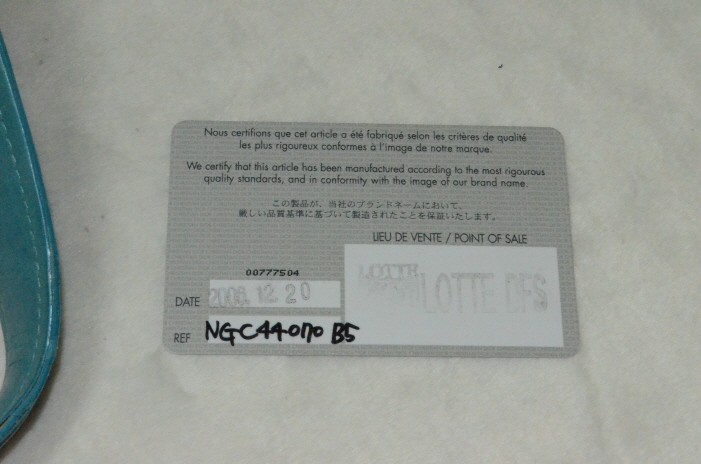 Nous certifions que cet article a été fabriqué selon les critères de qualité
les plus rigoureux conformes à l'image de notre marque.
We certify that this article has been manufactured according to the most rigourous
quality standards, and in conformity with the image of our brand name.
この製品が、当社のブランドネームにおいて、
厳しい品質基準に基づいて製造されたことを保証いたします。
LIEU DE VENTE / POINT OF SALE
00777504
LOTTE DFS
DATE 2006.12.20
REF NGC44070 B5